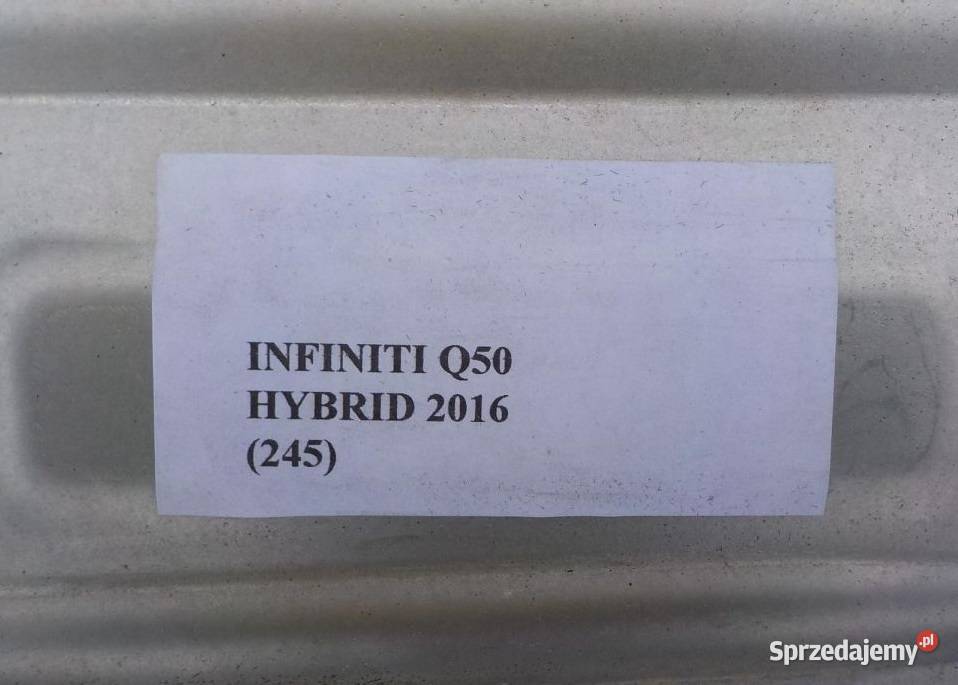 INFINITI Q50
HYBRID 2016
(245)
Sprzedajemy.pl